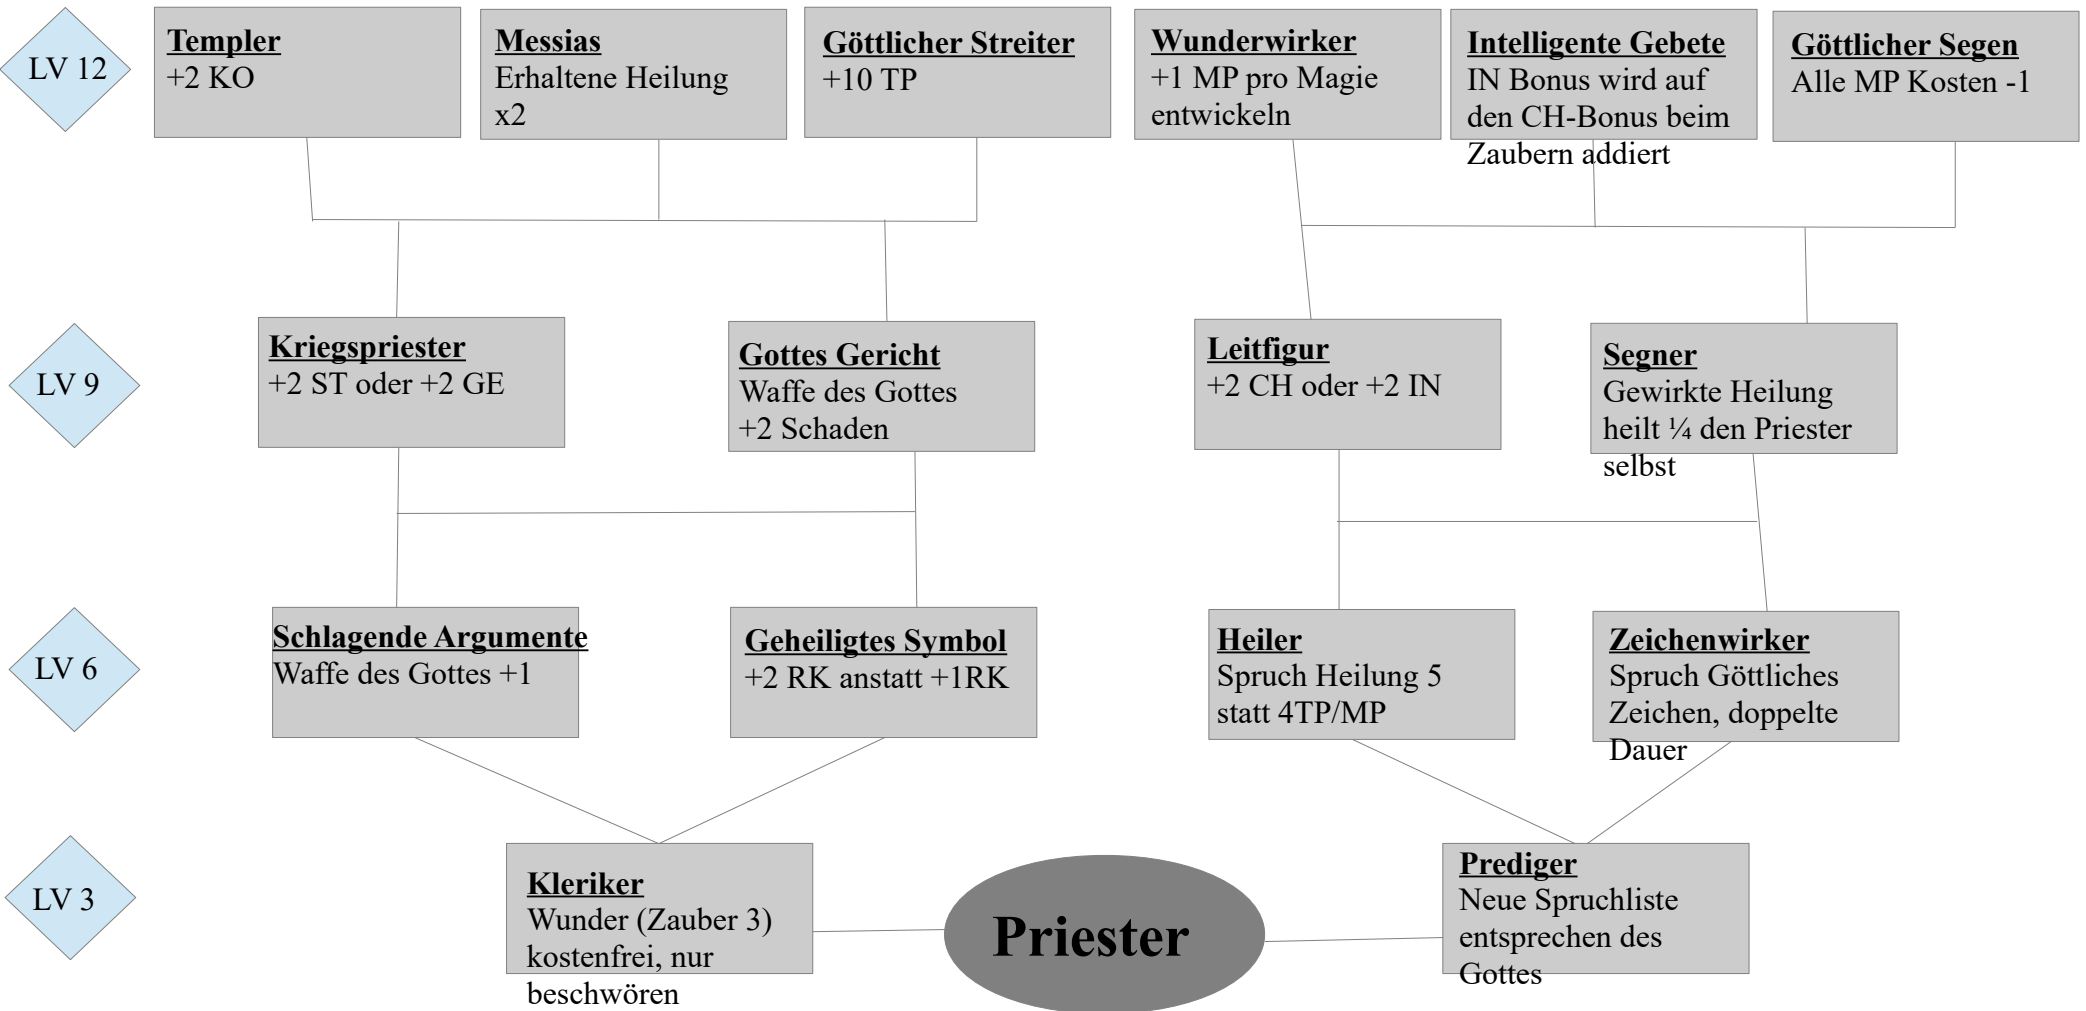 LV 12
Templer
+2 KO
Messias
Erhaltene Heilung
x2
Göttlicher Streiter
+10 TP
Wunderwirker
+1 MP pro Magie
entwickeln
Intelligente Gebete
IN Bonus wird auf
den CH-Bonus beim
Zaubern addiert
Göttlicher Segen
Alle MP Kosten -1
LV 9
Kriegspriester
+2 ST oder +2 GE
Gottes Gericht
Waffe des Gottes
+2 Schaden
Leitfigur
+2 CH oder +2 IN
Segner
Gewirkte Heilung
heilt ¼ den Priester
selbst
LV 6
Schlagende Argumente
Waffe des Gottes +1
Geheiligtes Symbol
+2 RK anstatt +1RK
Heiler
Spruch Heilung 5
statt 4TP/MP
Zeichenwirker
Spruch Göttliches
Zeichen, doppelte
Dauer
LV 3
Kleriker
Wunder (Zauber 3)
kostenfrei, nur
beschwören
Priester
Prediger
Neue Spruchliste
entsprechen des
Gottes